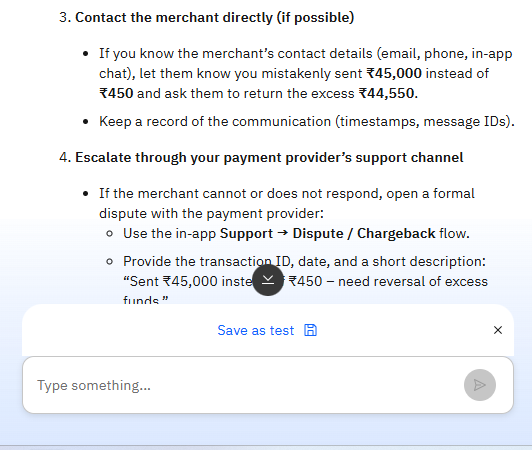 3. Contact the merchant directly (if possible)
• If you know the merchant's contact details (email, phone, in-app
chat), let them know you mistakenly sent ₹45,000 instead of
₹450 and ask them to return the excess ₹44,550.
• Keep a record of the communication (timestamps, message IDs).
4. Escalate through your payment provider's support channel
• If the merchant cannot or does not respond, open a formal
dispute with the payment provider:
○ Use the in-app Support → Dispute / Chargeback flow.
○ Provide the transaction ID, date, and a short description:
"Sent ₹45,000 inste ₹450 – need reversal of excess
funds."
Save as test
Type something...